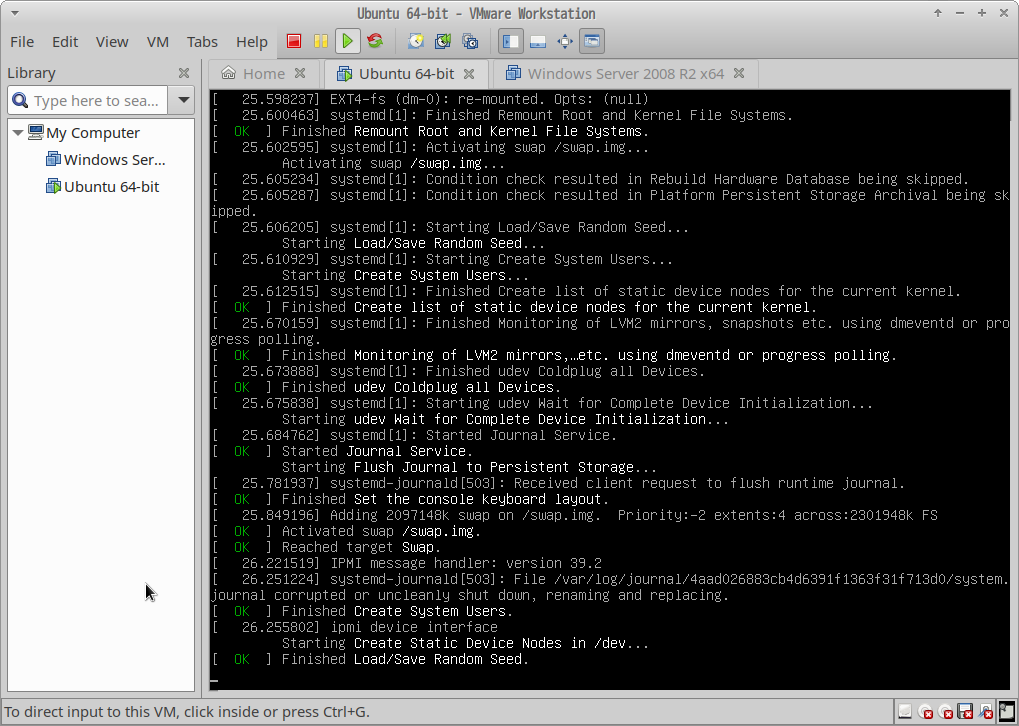 Ubuntu 64-bit - VMware Workstation
File Edit View VM Tabs Help
Library
Home
Ubuntu 64-bit
Windows Server 2008 R2 x64
Type here to sea...
My Computer
Windows Ser...
Ubuntu 64-bit
[   25.598237] EXT4-fs (dm-0): re-mounted. Opts: (null)
[   25.600463] systemd[1]: Finished Remount Root and Kernel File Systems.
[  OK  ] Finished Remount Root and Kernel File Systems.
[   25.602595] systemd[1]: Activating swap /swap.img...
         Activating swap /swap.img...
[   25.605234] systemd[1]: Condition check resulted in Rebuild Hardware Database being skipped.
[   25.605287] systemd[1]: Condition check resulted in Platform Persistent Storage Archival being sk
ipped.
[   25.606205] systemd[1]: Starting Load/Save Random Seed...
         Starting Load/Save Random Seed...
[   25.610929] systemd[1]: Starting Create System Users...
         Starting Create System Users...
[   25.612515] systemd[1]: Finished Create list of static device nodes for the current kernel.
[  OK  ] Finished Create list of static device nodes for the current kernel.
[   25.670159] systemd[1]: Finished Monitoring of LVM2 mirrors, snapshots etc. using dmeventd or pro
gress polling.
[  OK  ] Finished Monitoring of LVM2 mirrors,…etc. using dmeventd or progress polling.
[   25.673888] systemd[1]: Finished udev Coldplug all Devices.
[  OK  ] Finished udev Coldplug all Devices.
[   25.675838] systemd[1]: Starting udev Wait for Complete Device Initialization...
         Starting udev Wait for Complete Device Initialization...
[   25.684762] systemd[1]: Started Journal Service.
[  OK  ] Started Journal Service.
         Starting Flush Journal to Persistent Storage...
[   25.781937] systemd-journald[503]: Received client request to flush runtime journal.
[  OK  ] Finished Set the console keyboard layout.
[   25.849196] Adding 2097148k swap on /swap.img.  Priority:-2 extents:4 across:2301948k FS
[  OK  ] Activated swap /swap.img.
[  OK  ] Reached target Swap.
[   26.221519] IPMI message handler: version 39.2
[   26.251224] systemd-journald[503]: File /var/log/journal/4aad026883cb4d6391f1363f31f713d0/system.
journal corrupted or uncleanly shut down, renaming and replacing.
[  OK  ] Finished Create System Users.
[   26.255802] ipmi device interface
         Starting Create Static Device Nodes in /dev...
[  OK  ] Finished Load/Save Random Seed.
To direct input to this VM, click inside or press Ctrl+G.